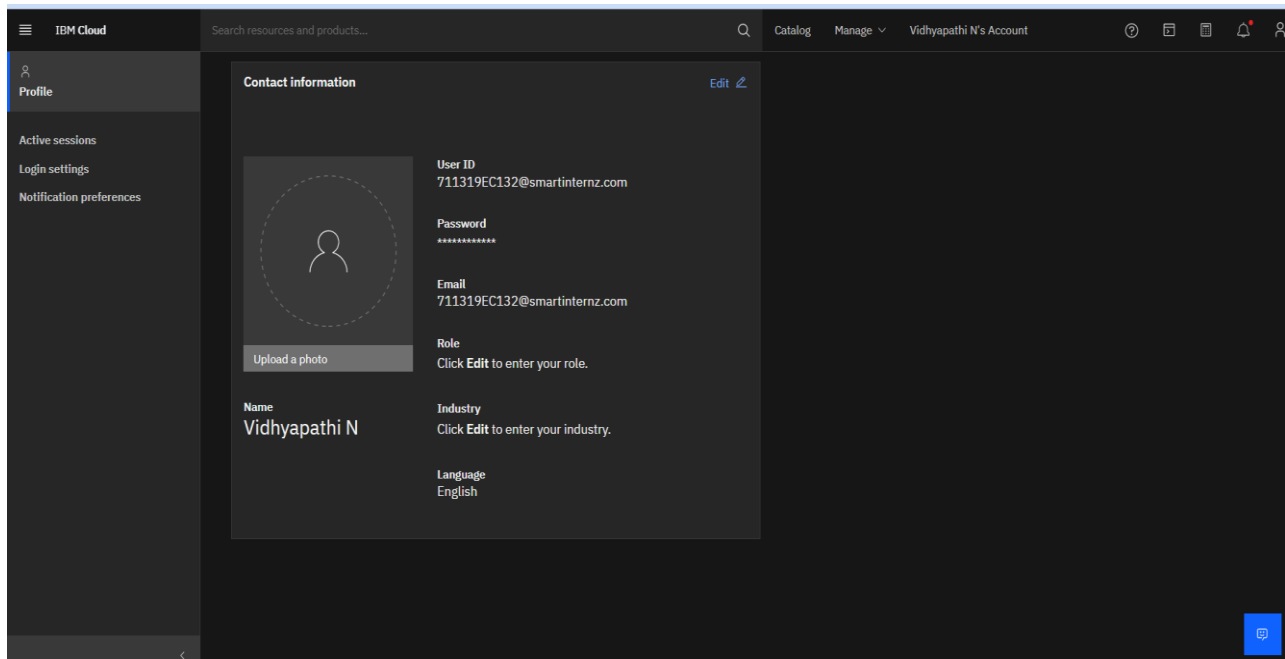 IBM Cloud
Search resources and products...
Catalog
Manage
Vidhyapathi N's Account
Profile
Active sessions
Login settings
Notification preferences
Contact information
Edit
Upload a photo
Name
Vidhyapathi N
User ID
711319EC132@smartinternz.com
Password
************
Email
711319EC132@smartinternz.com
Role
Click Edit to enter your role.
Industry
Click Edit to enter your industry.
Language
English